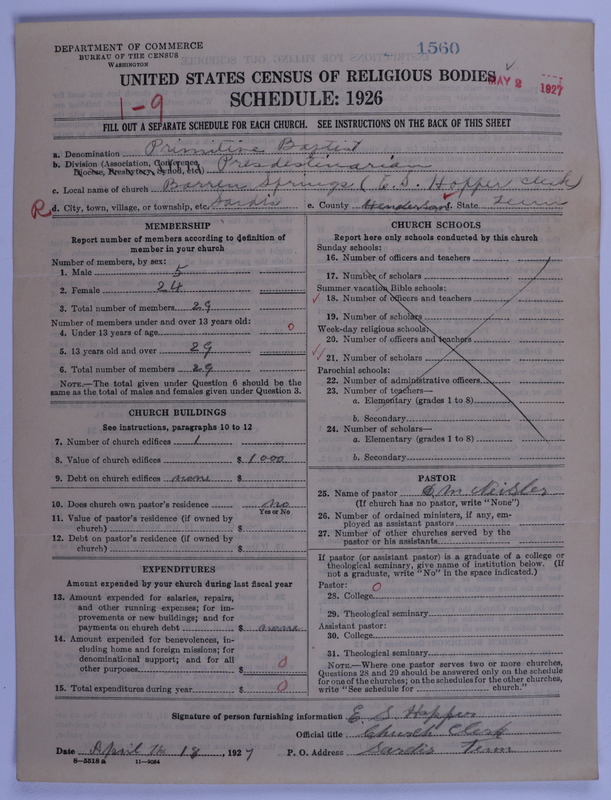 DEPARTMENT OF COMMERCE
BUREAU OF THE CENSUS
WASHINGTON
1560
UNITED STATES CENSUS OF RELIGIOUS BODIES
MAY 2 1927
SCHEDULE: 1926
1-9
FILL OUT A SEPARATE SCHEDULE FOR EACH CHURCH. SEE INSTRUCTIONS ON THE BACK OF THIS SHEET
a. Denomination Primitive Baptist
b. Division (Association, Conference, Diocese, Presbytery, Synod, etc.) Predestinarian
c. Local name of church Barren Springs (E. S. Hopper clerk)
R d. City, town, village, or township, etc. Sardis e. County Henderson f. State Tenn
MEMBERSHIP
Report number of members according to definition of
member in your church
Number of members, by sex:
1. Male 5
2. Female 24
3. Total number of members 29
Number of members under and over 13 years old:
4. Under 13 years of age 0
5. 13 years old and over 29
6. Total number of members 29
NOTE.—The total given under Question 6 should be the
same as the total of males and females given under Question 3.
CHURCH BUILDINGS
See instructions, paragraphs 10 to 12
7. Number of church edifices 1
8. Value of church edifices $ 1000
9. Debt on church edifices none $
10. Does church own pastor's residence no
Yes or No
11. Value of pastor's residence (if owned by
church) $
12. Debt on pastor's residence (if owned by
church) $
EXPENDITURES
Amount expended by your church during last fiscal year
13. Amount expended for salaries, repairs,
and other running expenses; for im-
provements or new buildings; and for
payments on church debt $ none
14. Amount expended for benevolences, in-
cluding home and foreign missions; for
denominational support; and for all
other purposes $ 0
15. Total expenditures during year $ 0
CHURCH SCHOOLS
Report here only schools conducted by this church
Sunday schools:
16. Number of officers and teachers
17. Number of scholars
Summer vacation Bible schools:
18. Number of officers and teachers
19. Number of scholars
Week-day religious schools:
20. Number of officers and teachers
21. Number of scholars
Parochial schools:
22. Number of administrative officers
23. Number of teachers—
a. Elementary (grades 1 to 8)
b. Secondary
24. Number of scholars—
a. Elementary (grades 1 to 8)
b. Secondary
PASTOR
25. Name of pastor
(If church has no pastor, write "None")
26. Number of ordained ministers, if any, em-
ployed as assistant pastors
27. Number of other churches served by the
pastor or his assistants
If pastor (or assistant pastor) is a graduate of a college or
theological seminary, give name of institution below. (If
not a graduate, write "No" in the space indicated.)
Pastor:
28. College 0
29. Theological seminary
Assistant pastor:
30. College
31. Theological seminary
NOTE.—Where one pastor serves two or more churches,
Questions 28 and 29 should be answered only on the schedule
for one of the churches; on the schedules for the other churches,
write "See schedule for church."
Signature of person furnishing information E. S. Hopper
Official title Church Clerk
Date April the 18, 1927 P. O. Address Sardis Tenn
8—5518 a 11—9064